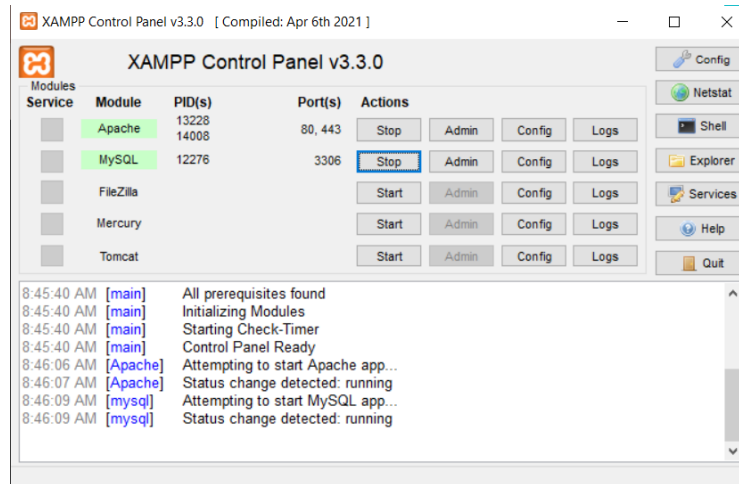 XAMPP Control Panel v3.3.0 [ Compiled: Apr 6th 2021 ]
XAMPP Control Panel v3.3.0
Config
Modules
Service Module PID(s) Port(s) Actions
Netstat
Apache 13228 14008 80, 443 Stop Admin Config Logs
Shell
MySQL 12276 3306 Stop Admin Config Logs
Explorer
FileZilla Start Admin Config Logs
Services
Mercury Start Admin Config Logs
Help
Tomcat Start Admin Config Logs
Quit
8:45:40 AM [main] All prerequisites found
8:45:40 AM [main] Initializing Modules
8:45:40 AM [main] Starting Check-Timer
8:45:40 AM [main] Control Panel Ready
8:46:06 AM [Apache] Attempting to start Apache app...
8:46:07 AM [Apache] Status change detected: running
8:46:09 AM [mysql] Attempting to start MySQL app...
8:46:09 AM [mysql] Status change detected: running